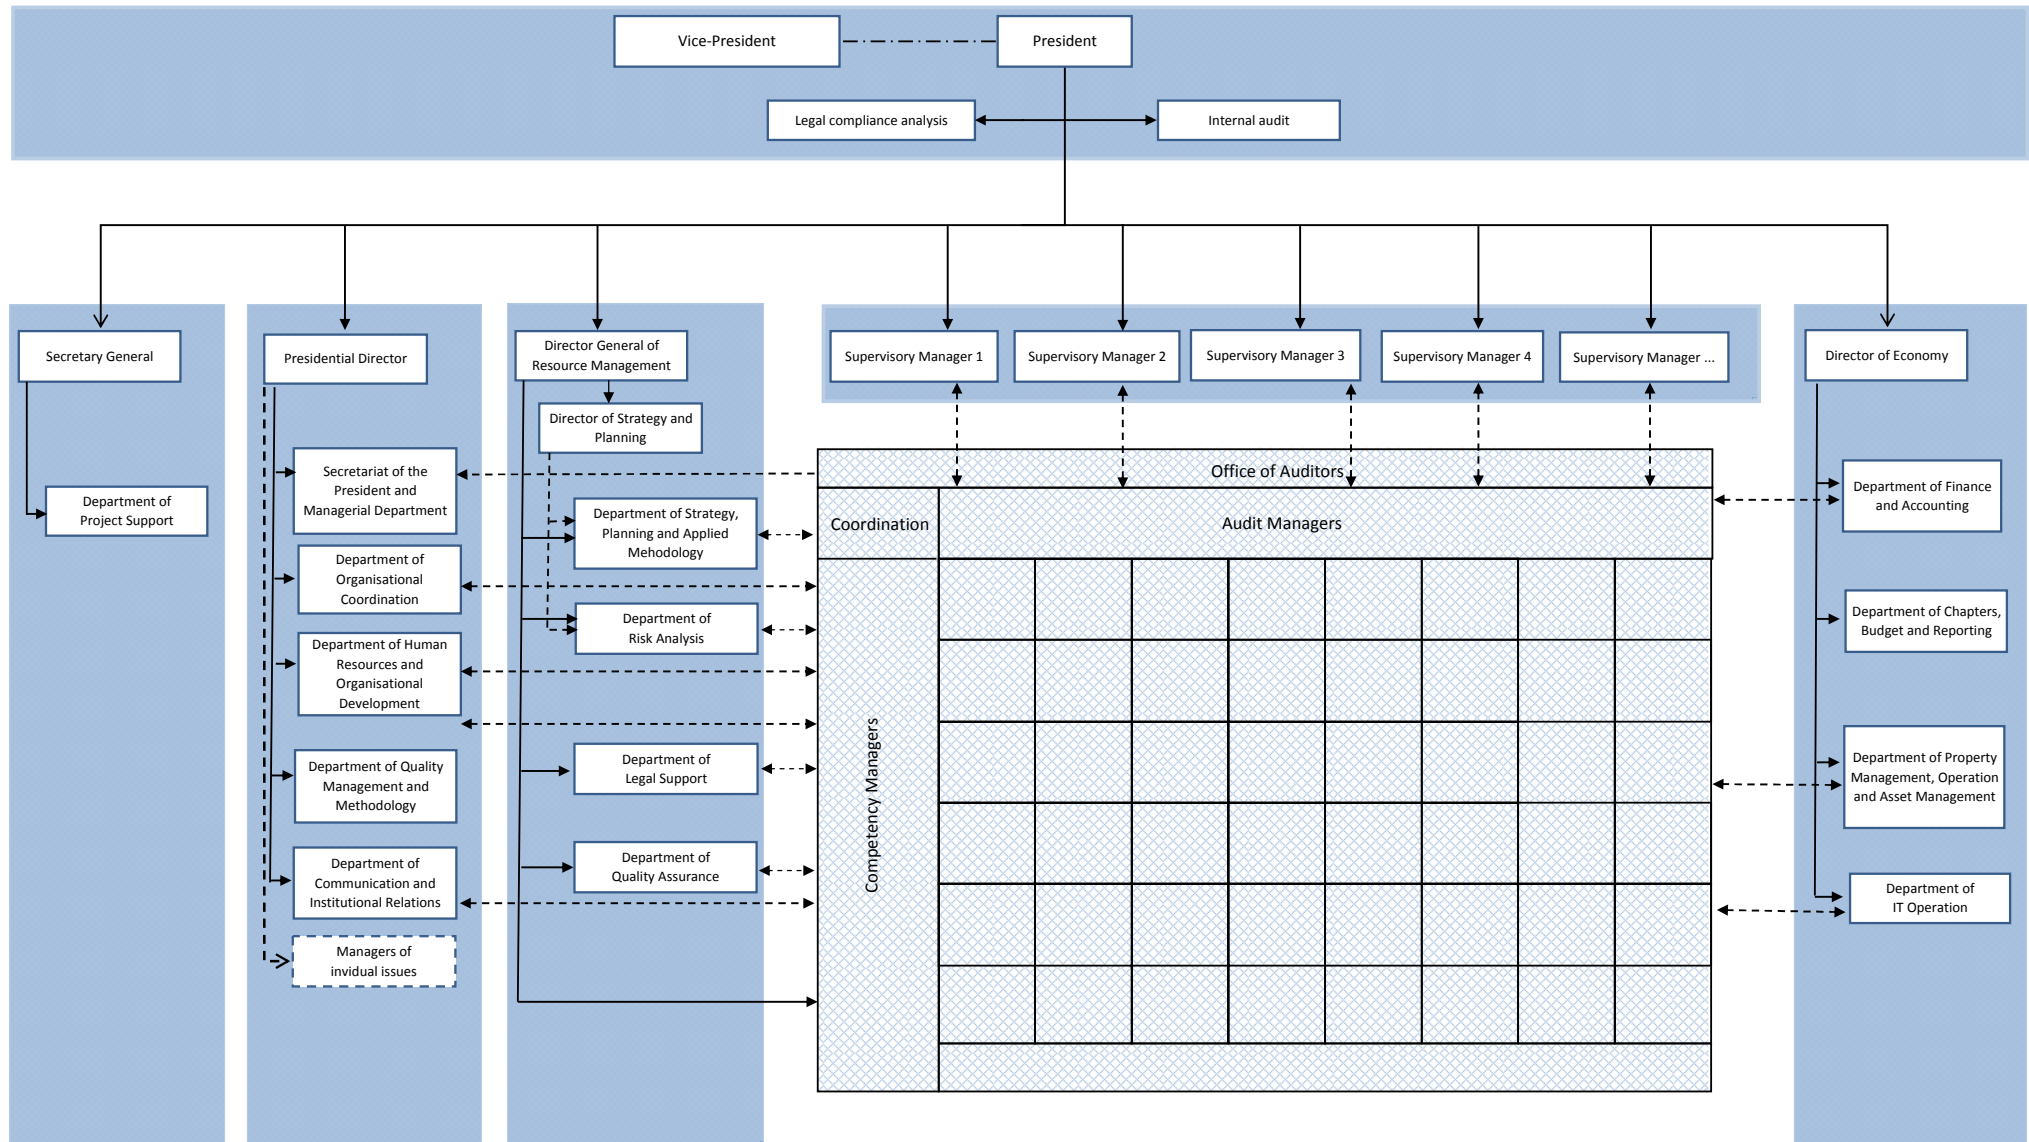 Vice-President
President
Legal compliance analysis
Internal audit
Secretary General
Department of
Project Support
Presidential Director
Secretariat of the
President and
Managerial Department
Department of
Organisational
Coordination
Department of Human
Resources and
Organisational
Development
Department of Quality
Management and
Methodology
Department of
Communication and
Institutional Relations
Managers of
invidual issues
Director General of
Resource Management
Director of Strategy and
Planning
Department of Strategy,
Planning and Applied
Mehodology
Department of
Risk Analysis
Department of
Legal Support
Department of
Quality Assurance
Supervisory Manager 1
Supervisory Manager 2
Supervisory Manager 3
Supervisory Manager 4
Supervisory Manager ...
Office of Auditors
Coordination
Audit Managers
Competency Managers
Director of Economy
Department of Finance
and Accounting
Department of Chapters,
Budget and Reporting
Department of Property
Management, Operation
and Asset Management
Department of
IT Operation